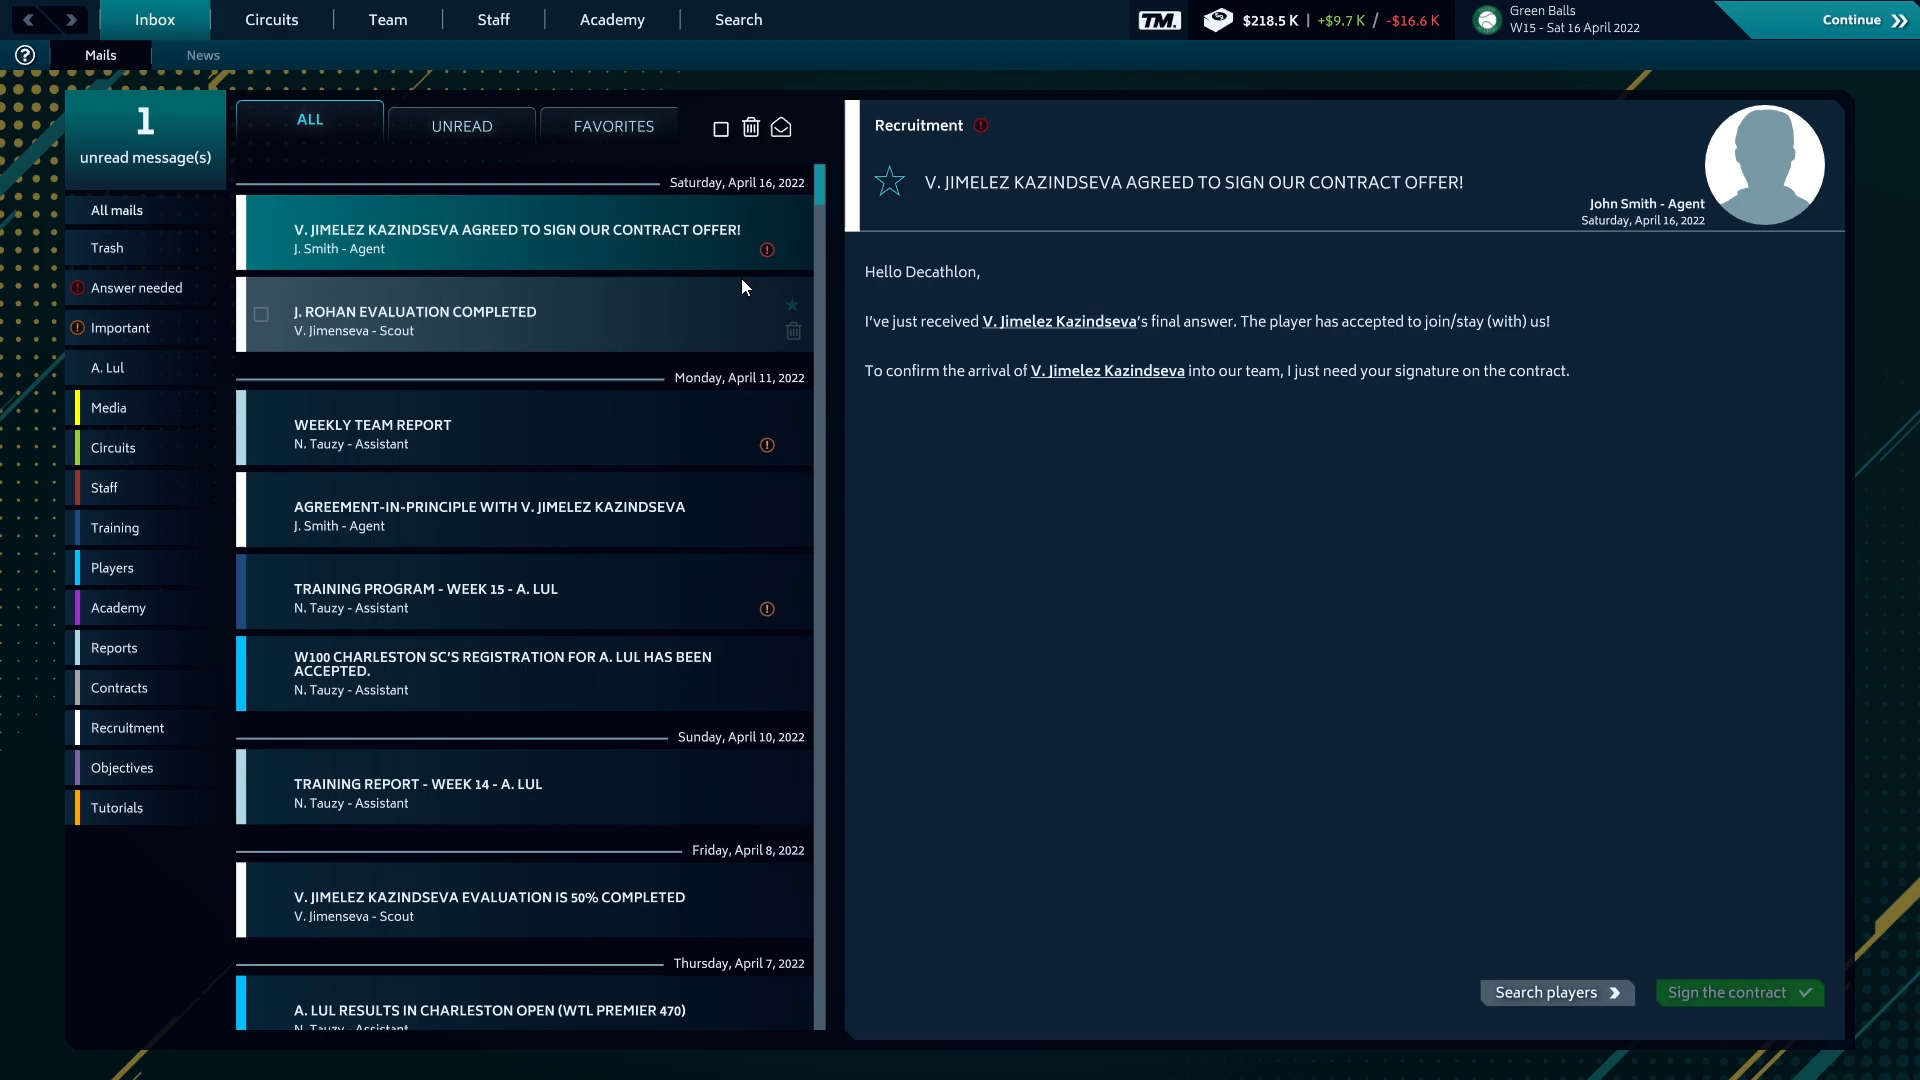 Inbox
Circuits
Team
Staff
Academy
Search
TM.
$218.5 K | +$9.7 K / -$16.6 K
Green Balls
W15 - Sat 16 April 2022
Continue
?
Mails
News
1
unread message(s)
All mails
Trash
Answer needed
Important
A. Lul
Media
Circuits
Staff
Training
Players
Academy
Reports
Contracts
Recruitment
Objectives
Tutorials
ALL
UNREAD
FAVORITES
Saturday, April 16, 2022
V. JIMELEZ KAZINDSEVA AGREED TO SIGN OUR CONTRACT OFFER!
J. Smith - Agent
J. ROHAN EVALUATION COMPLETED
V. Jimenseva - Scout
Monday, April 11, 2022
WEEKLY TEAM REPORT
N. Tauzy - Assistant
AGREEMENT-IN-PRINCIPLE WITH V. JIMELEZ KAZINDSEVA
J. Smith - Agent
TRAINING PROGRAM - WEEK 15 - A. LUL
N. Tauzy - Assistant
W100 CHARLESTON SC'S REGISTRATION FOR A. LUL HAS BEEN
ACCEPTED.
N. Tauzy - Assistant
Sunday, April 10, 2022
TRAINING REPORT - WEEK 14 - A. LUL
N. Tauzy - Assistant
Friday, April 8, 2022
V. JIMELEZ KAZINDSEVA EVALUATION IS 50% COMPLETED
V. Jimenseva - Scout
Thursday, April 7, 2022
A. LUL RESULTS IN CHARLESTON OPEN (WTL PREMIER 470)
N. Tauzy - Assistant
Recruitment
V. JIMELEZ KAZINDSEVA AGREED TO SIGN OUR CONTRACT OFFER!
John Smith - Agent
Saturday, April 16, 2022
Hello Decathlon,
I've just received V. Jimelez Kazindseva's final answer. The player has accepted to join/stay (with) us!
To confirm the arrival of V. Jimelez Kazindseva into our team, I just need your signature on the contract.
Search players
Sign the contract